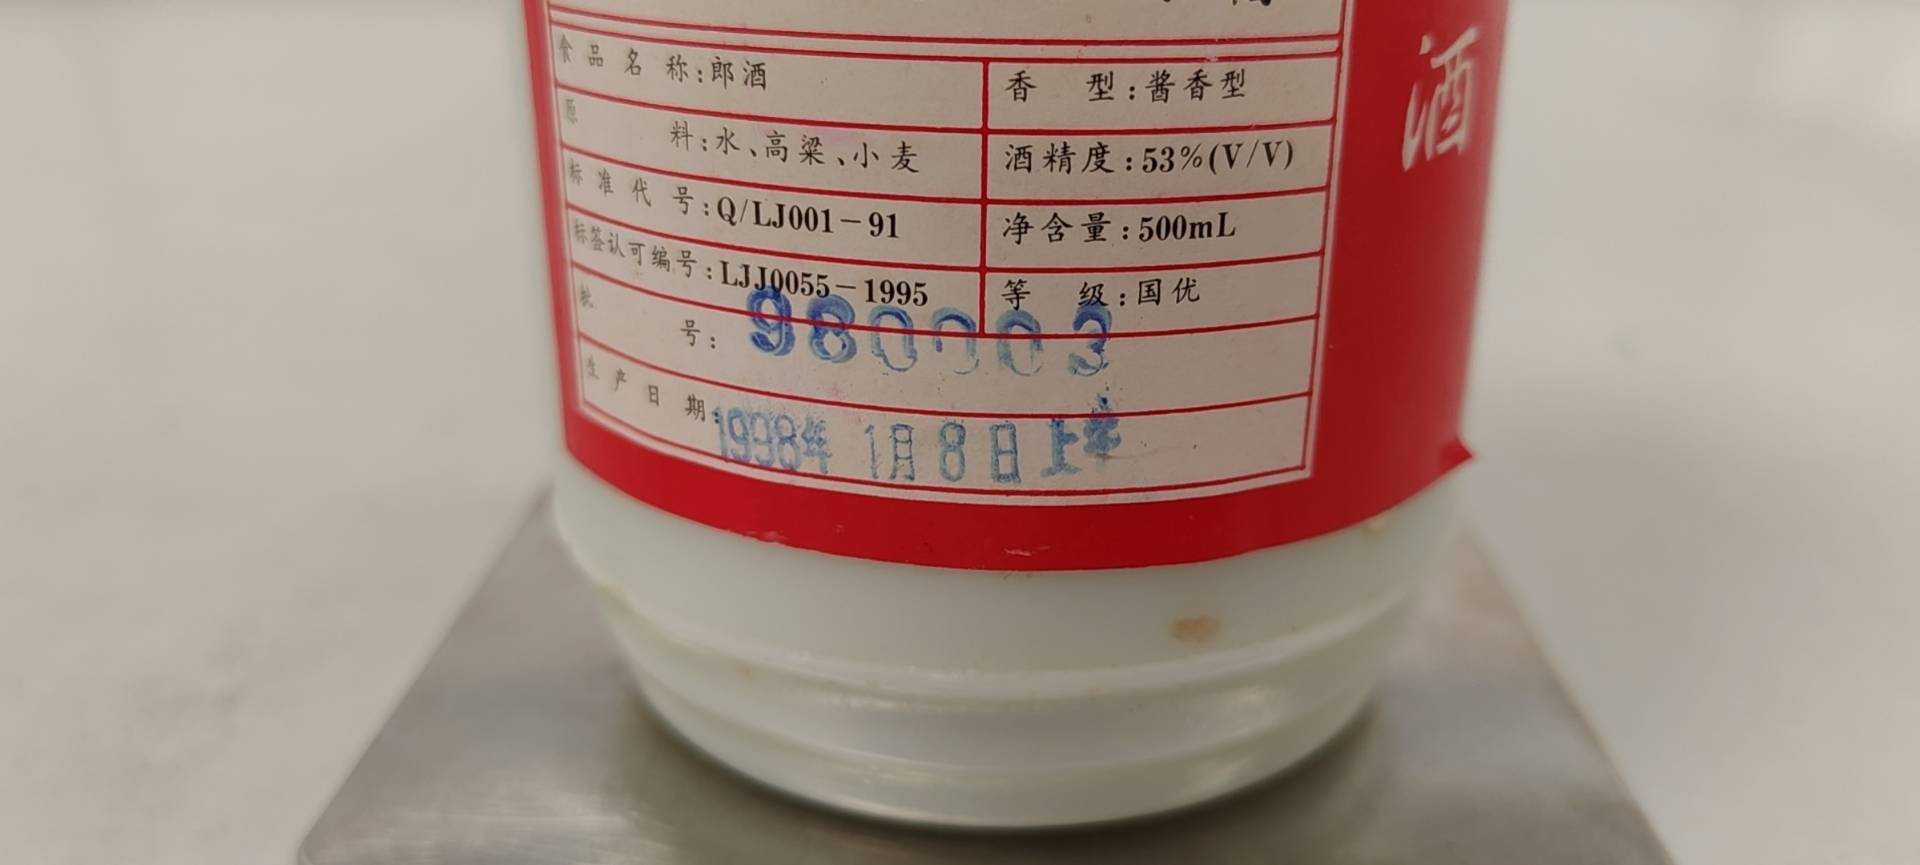 食品名称:郎酒
香型:酱香型
原料:水、高粱、小麦
酒精度:53%(V/V)
标准代号:Q/LJ001-91
净含量:500mL
标签认可编号:LJJ0055-1995
等级:国优
批号:980003
生产日期:1998年1月8日上午
酒